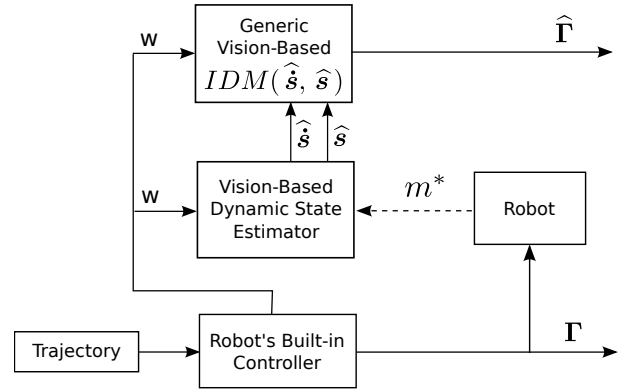 Generic
Vision-Based
IDM(ṡ̂, ŝ)
w
Γ̂
ṡ̂ ŝ
w
Vision-Based
Dynamic State
Estimator
m*
Robot
Trajectory
Robot's Built-in
Controller
Γ